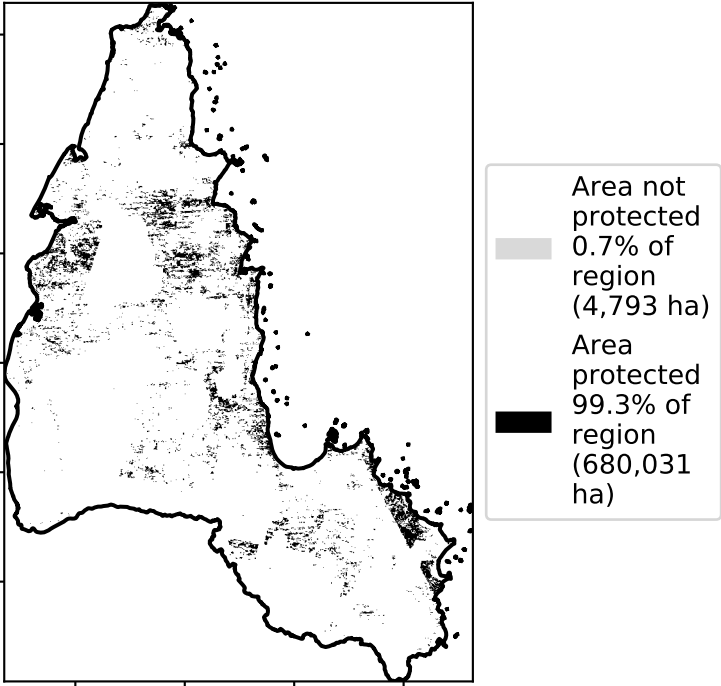 Area not
protected
0.7% of
region
(4,793 ha)
Area
protected
99.3% of
region
(680,031
ha)